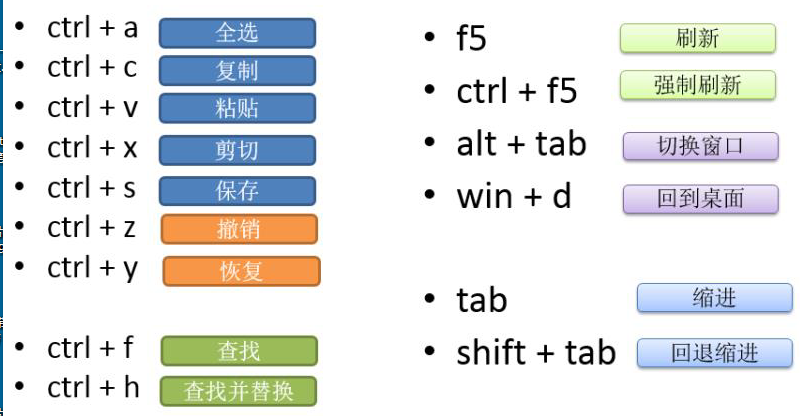 • ctrl + a 全选
• ctrl + c 复制
• ctrl + v 粘贴
• ctrl + x 剪切
• ctrl + s 保存
• ctrl + z 撤销
• ctrl + y 恢复
• ctrl + f 查找
• ctrl + h 查找并替换
• f5 刷新
• ctrl + f5 强制刷新
• alt + tab 切换窗口
• win + d 回到桌面
• tab 缩进
• shift + tab 回退缩进